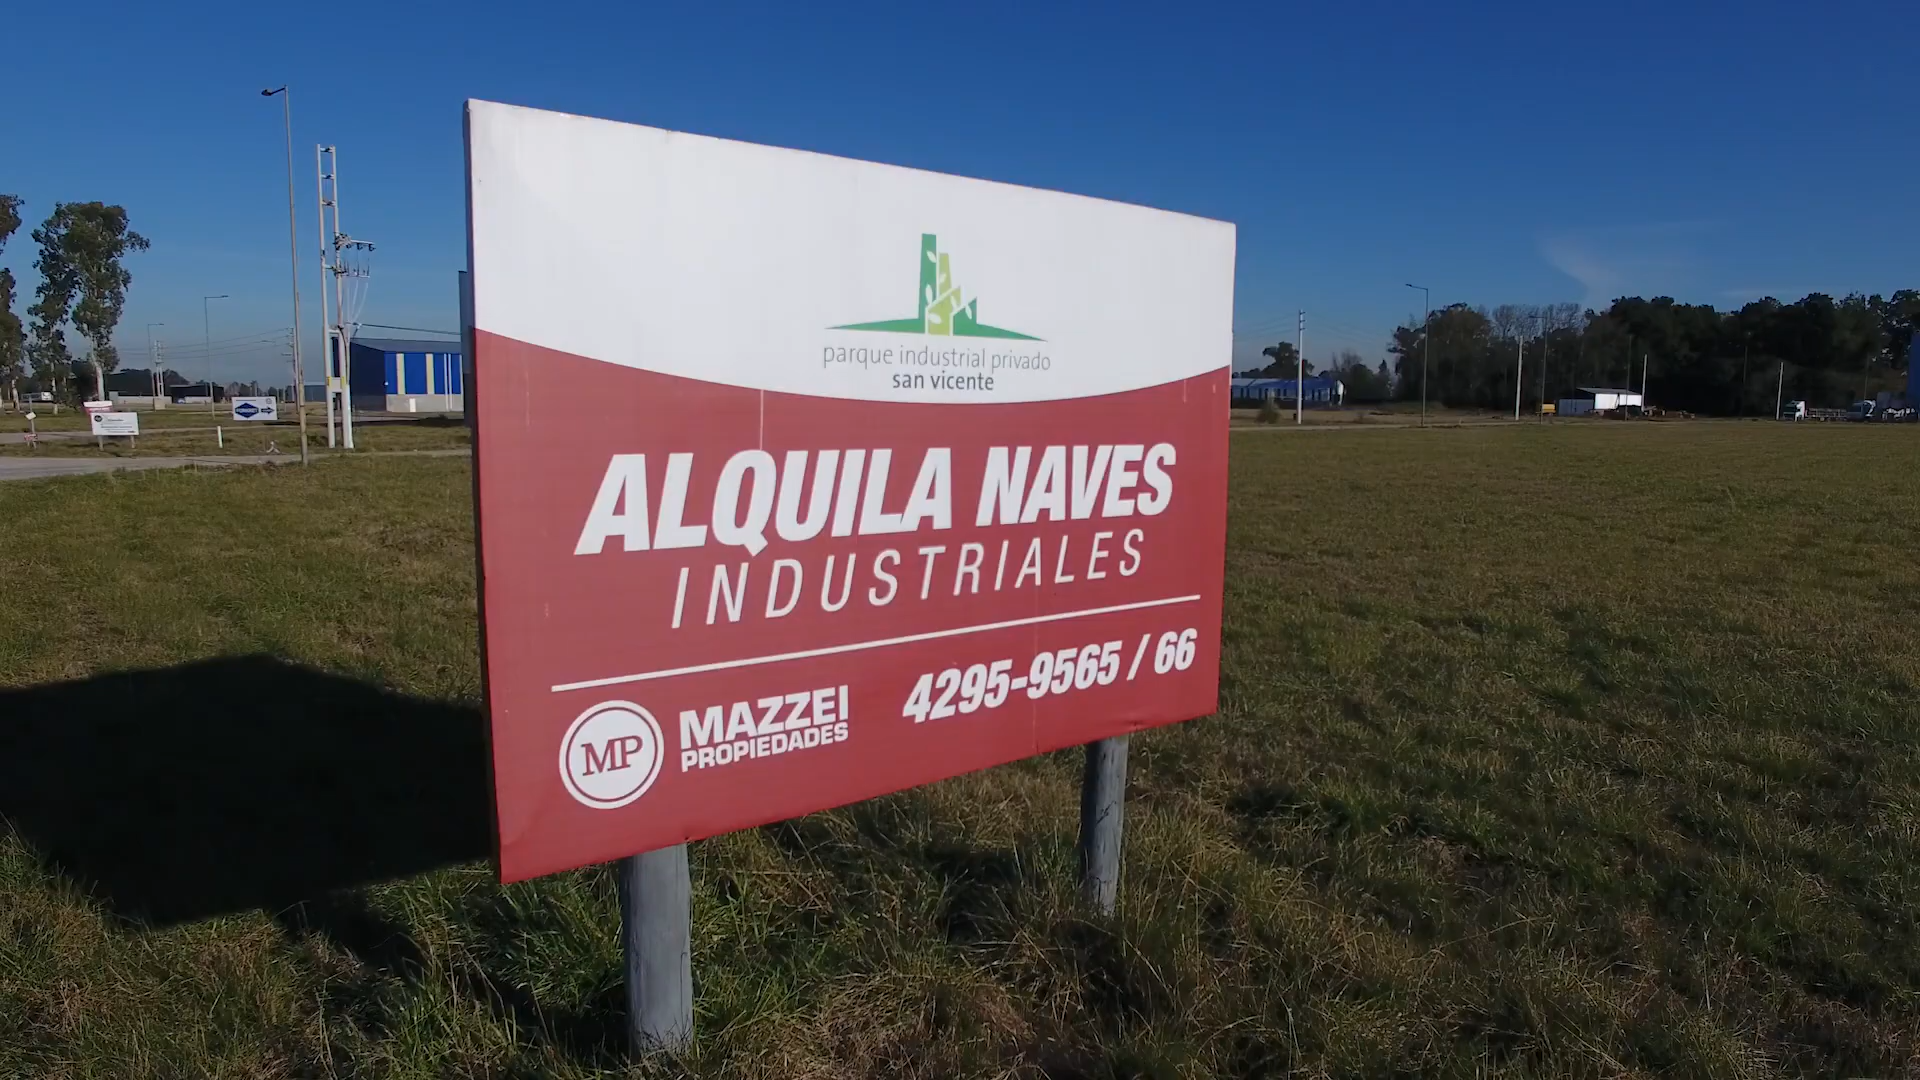 parque industrial privado
san vicente
ALQUILA NAVES
INDUSTRIALES
MP
MAZZEI
PROPIEDADES
4295-9565 / 66